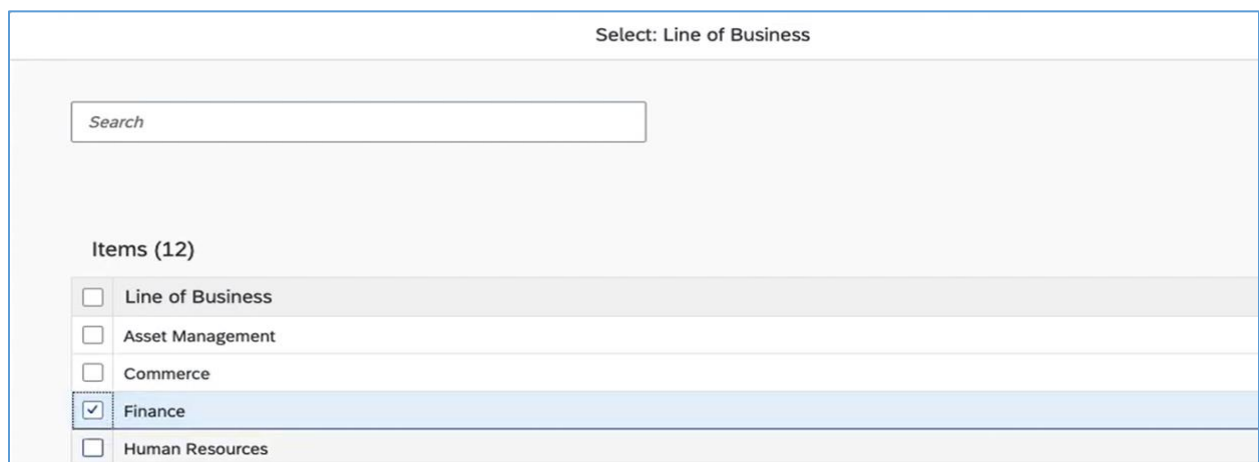 Select: Line of Business
Search
Items (12)
Line of Business
Asset Management
Commerce
Finance
Human Resources